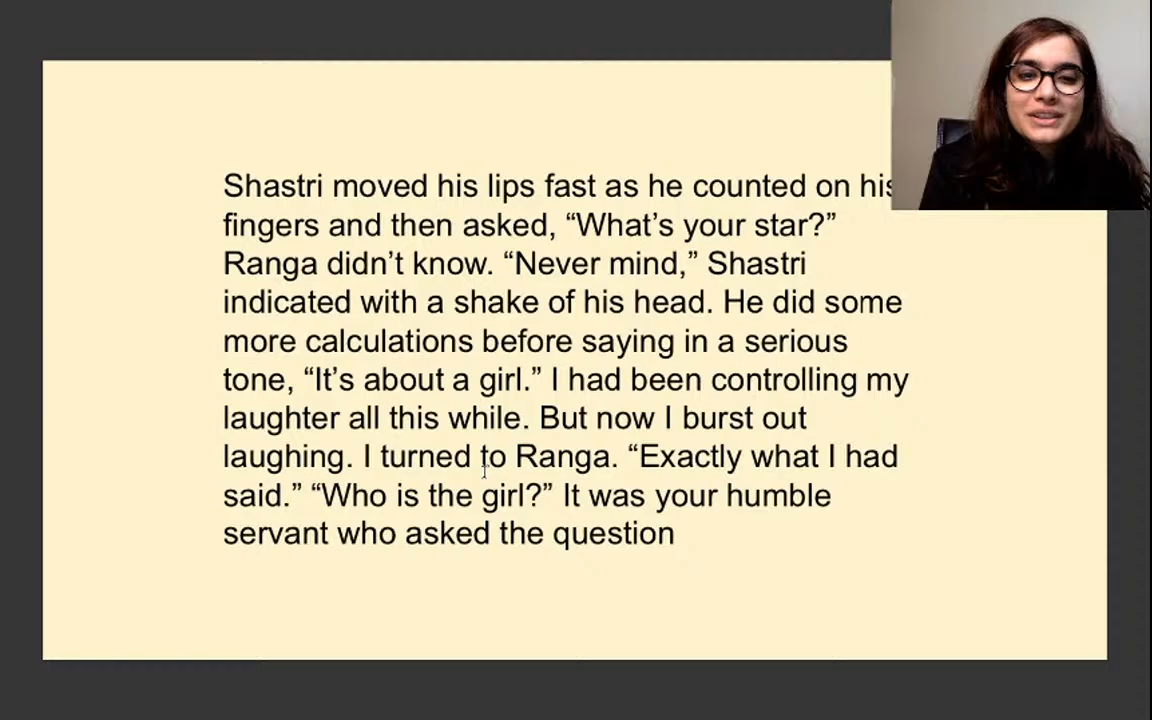 Shastri moved his lips fast as he counted on his
fingers and then asked, “What’s your star?”
Ranga didn’t know. “Never mind,” Shastri
indicated with a shake of his head. He did some
more calculations before saying in a serious
tone, “It’s about a girl.” I had been controlling my
laughter all this while. But now I burst out
laughing. I turned to Ranga. “Exactly what I had
said.” “Who is the girl?” It was your humble
servant who asked the question